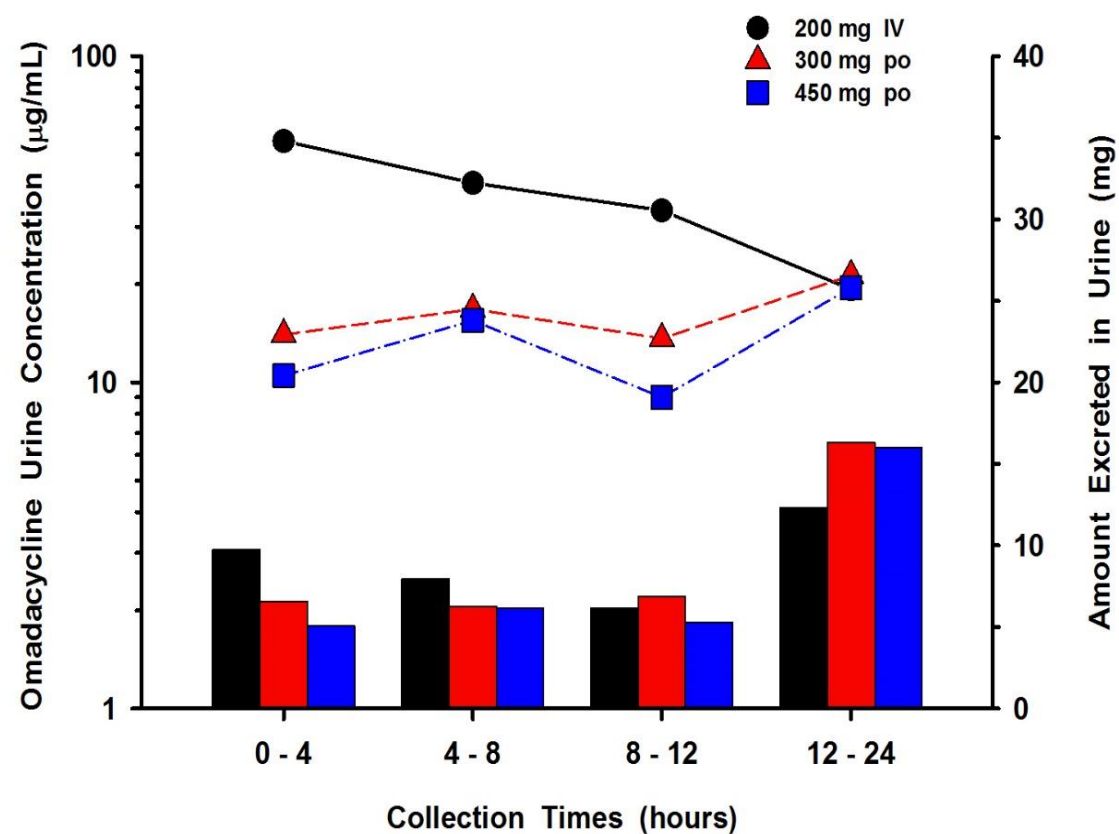 200 mg IV
300 mg po
450 mg po
Omadacycline Urine Concentration (μg/mL)
100
10
1
40
30
20
10
0
Amount Excreted in Urine (mg)
0 - 4
4 - 8
8 - 12
12 - 24
Collection Times (hours)